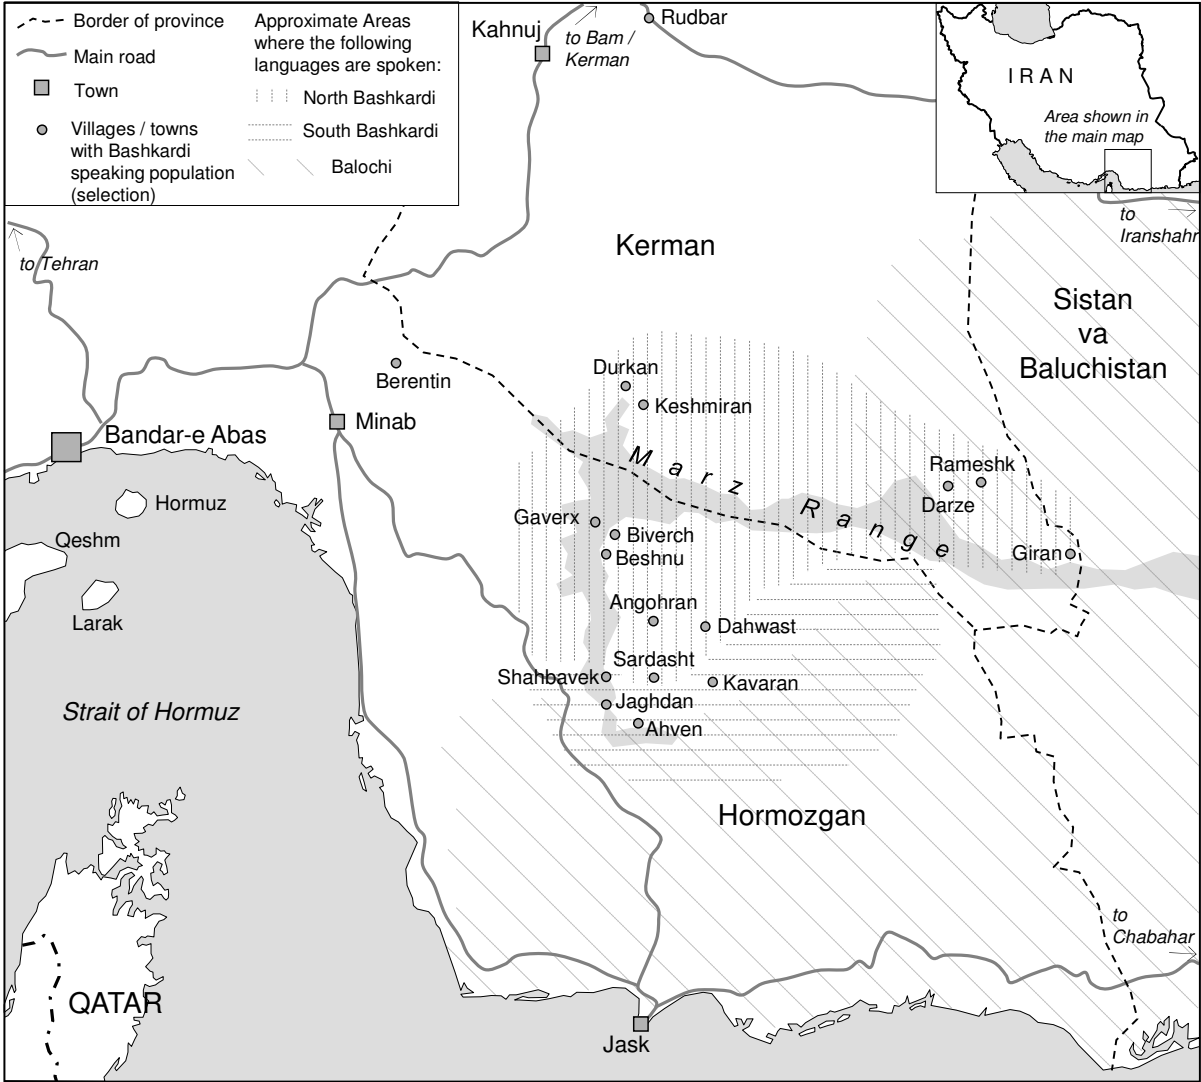 Border of province
Main road
Town
Villages / towns
with Bashkardi
speaking population
(selection)
Approximate Areas
where the following
languages are spoken:
North Bashkardi
South Bashkardi
Balochi
Kahnuj
to Bam /
Kerman
Rudbar
IRAN
Area shown in
the main map
to
Iranshahr
to Tehran
Kerman
Sistan
va
Baluchistan
Durkan
Keshmiran
Berentin
Minab
Bandar-e Abas
Marz Range
Rameshk
Darze
Giran
Hormuz
Qeshm
Larak
Gaverx
Biverch
Beshnu
Angohran
Dahwast
Sardasht
Shahbavek
Kavaran
Jaghdan
Ahven
Strait of Hormuz
Hormozgan
to
Chabahar
QATAR
Jask